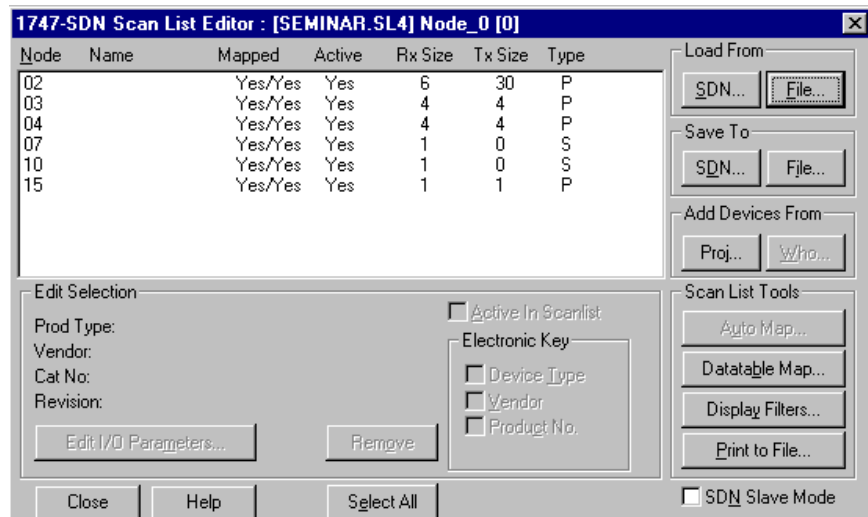 1747-SDN Scan List Editor : [SEMINAR.SL4] Node_0 [0]
Node Name Mapped Active Rx Size Tx Size Type
02 Yes/Yes Yes 6 30 P
03 Yes/Yes Yes 4 4 P
04 Yes/Yes Yes 4 4 P
07 Yes/Yes Yes 1 0 S
10 Yes/Yes Yes 1 0 S
15 Yes/Yes Yes 1 1 P
Load From
SDN... File...
Save To
SDN... File...
Add Devices From
Proj... Who...
Edit Selection
Prod Type:
Vendor:
Cat No:
Revision:
Edit I/O Parameters... Remove
Active In Scanlist
Electronic Key
Device Type
Vendor
Product No.
Scan List Tools
Auto Map...
Datatable Map...
Display Filters...
Print to File...
Close Help Select All
SDN Slave Mode